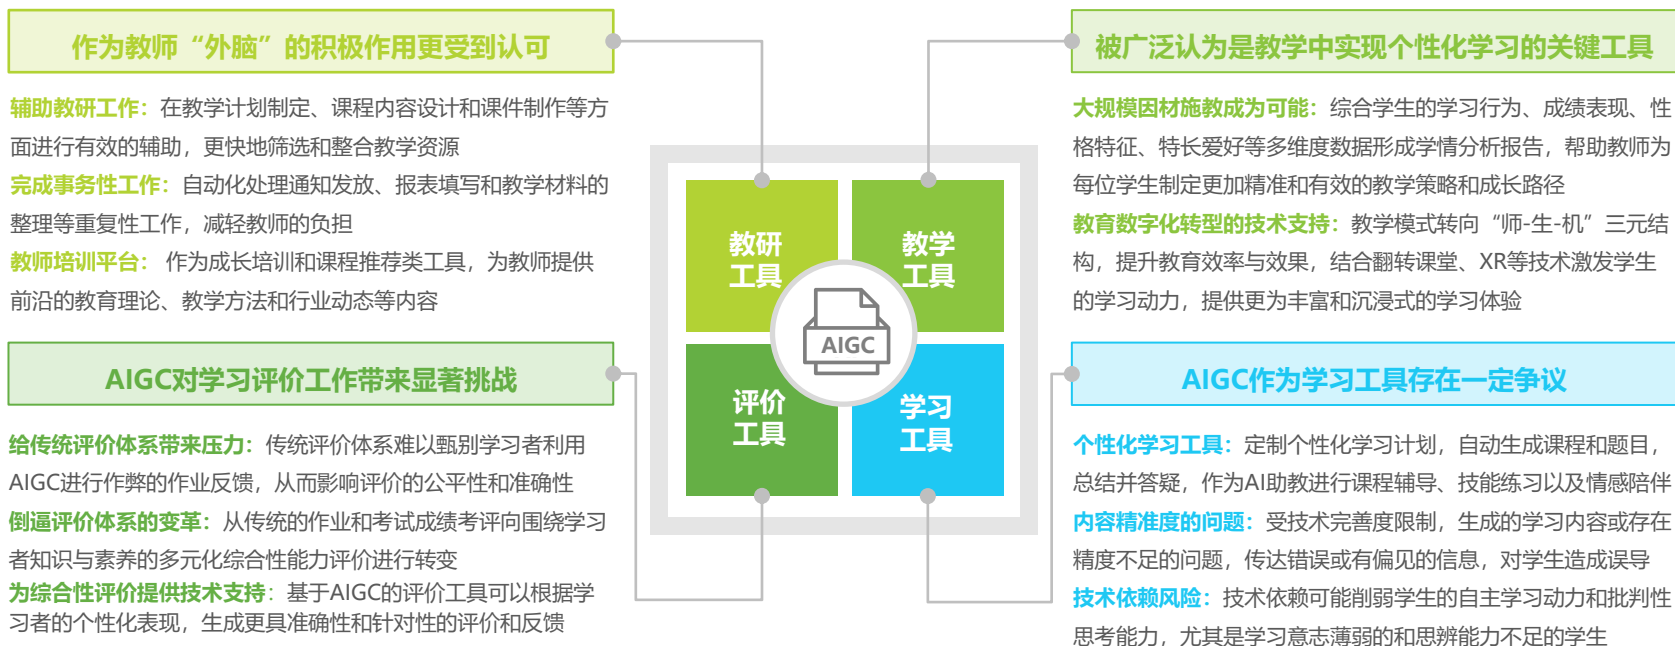 作为教师“外脑”的积极作用更受到认可
辅助教研工作：在教学计划制定、课程内容设计和课件制作等方
面进行有效的辅助，更快地筛选和整合教学资源
完成事务性工作：自动化处理通知发放、报表填写和教学材料的
整理等重复性工作，减轻教师的负担
教师培训平台： 作为成长培训和课程推荐类工具，为教师提供
前沿的教育理论、教学方法和行业动态等内容
AIGC对学习评价工作带来显著挑战
给传统评价体系带来压力：传统评价体系难以甄别学习者利用
AIGC进行作弊的作业反馈，从而影响评价的公平性和准确性
倒逼评价体系的变革：从传统的作业和考试成绩考评向围绕学习
者知识与素养的多元化综合性能力评价进行转变
为综合性评价提供技术支持：基于AIGC的评价工具可以根据学
习者的个性化表现，生成更具准确性和针对性的评价和反馈
教研
工具
教学
工具
AIGC
评价
工具
学习
工具
被广泛认为是教学中实现个性化学习的关键工具
大规模因材施教成为可能：综合学生的学习行为、成绩表现、性
格特征、特长爱好等多维度数据形成学情分析报告，帮助教师为
每位学生制定更加精准和有效的教学策略和成长路径
教育数字化转型的技术支持：教学模式转向“师-生-机”三元结
构，提升教育效率与效果，结合翻转课堂、XR等技术激发学生
的学习动力，提供更为丰富和沉浸式的学习体验
AIGC作为学习工具存在一定争议
个性化学习工具：定制个性化学习计划，自动生成课程和题目，
总结并答疑，作为AI助教进行课程辅导、技能练习以及情感陪伴
内容精准度的问题：受技术完善度限制，生成的学习内容或存在
精度不足的问题，传达错误或有偏见的信息，对学生造成误导
技术依赖风险：技术依赖可能削弱学生的自主学习动力和批判性
思考能力，尤其是学习意志薄弱的和思辨能力不足的学生